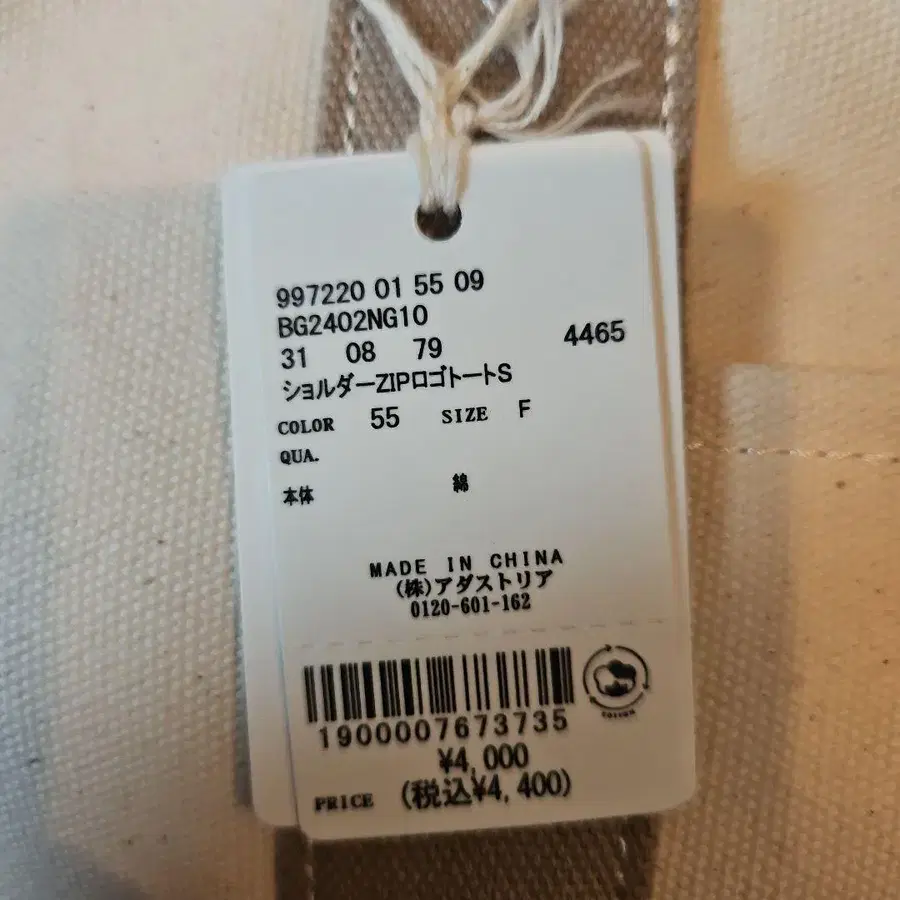 997220 01 55 09
BG2402NG10
31 08 79 4465
ショルダーZIPロゴトートS
COLOR 55 SIZE F
QUA.
本体 綿
MADE IN CHINA
(株)アダストリア
0120-601-162
1900007673735
¥4,000
PRICE (税込¥4,400)
COTTON